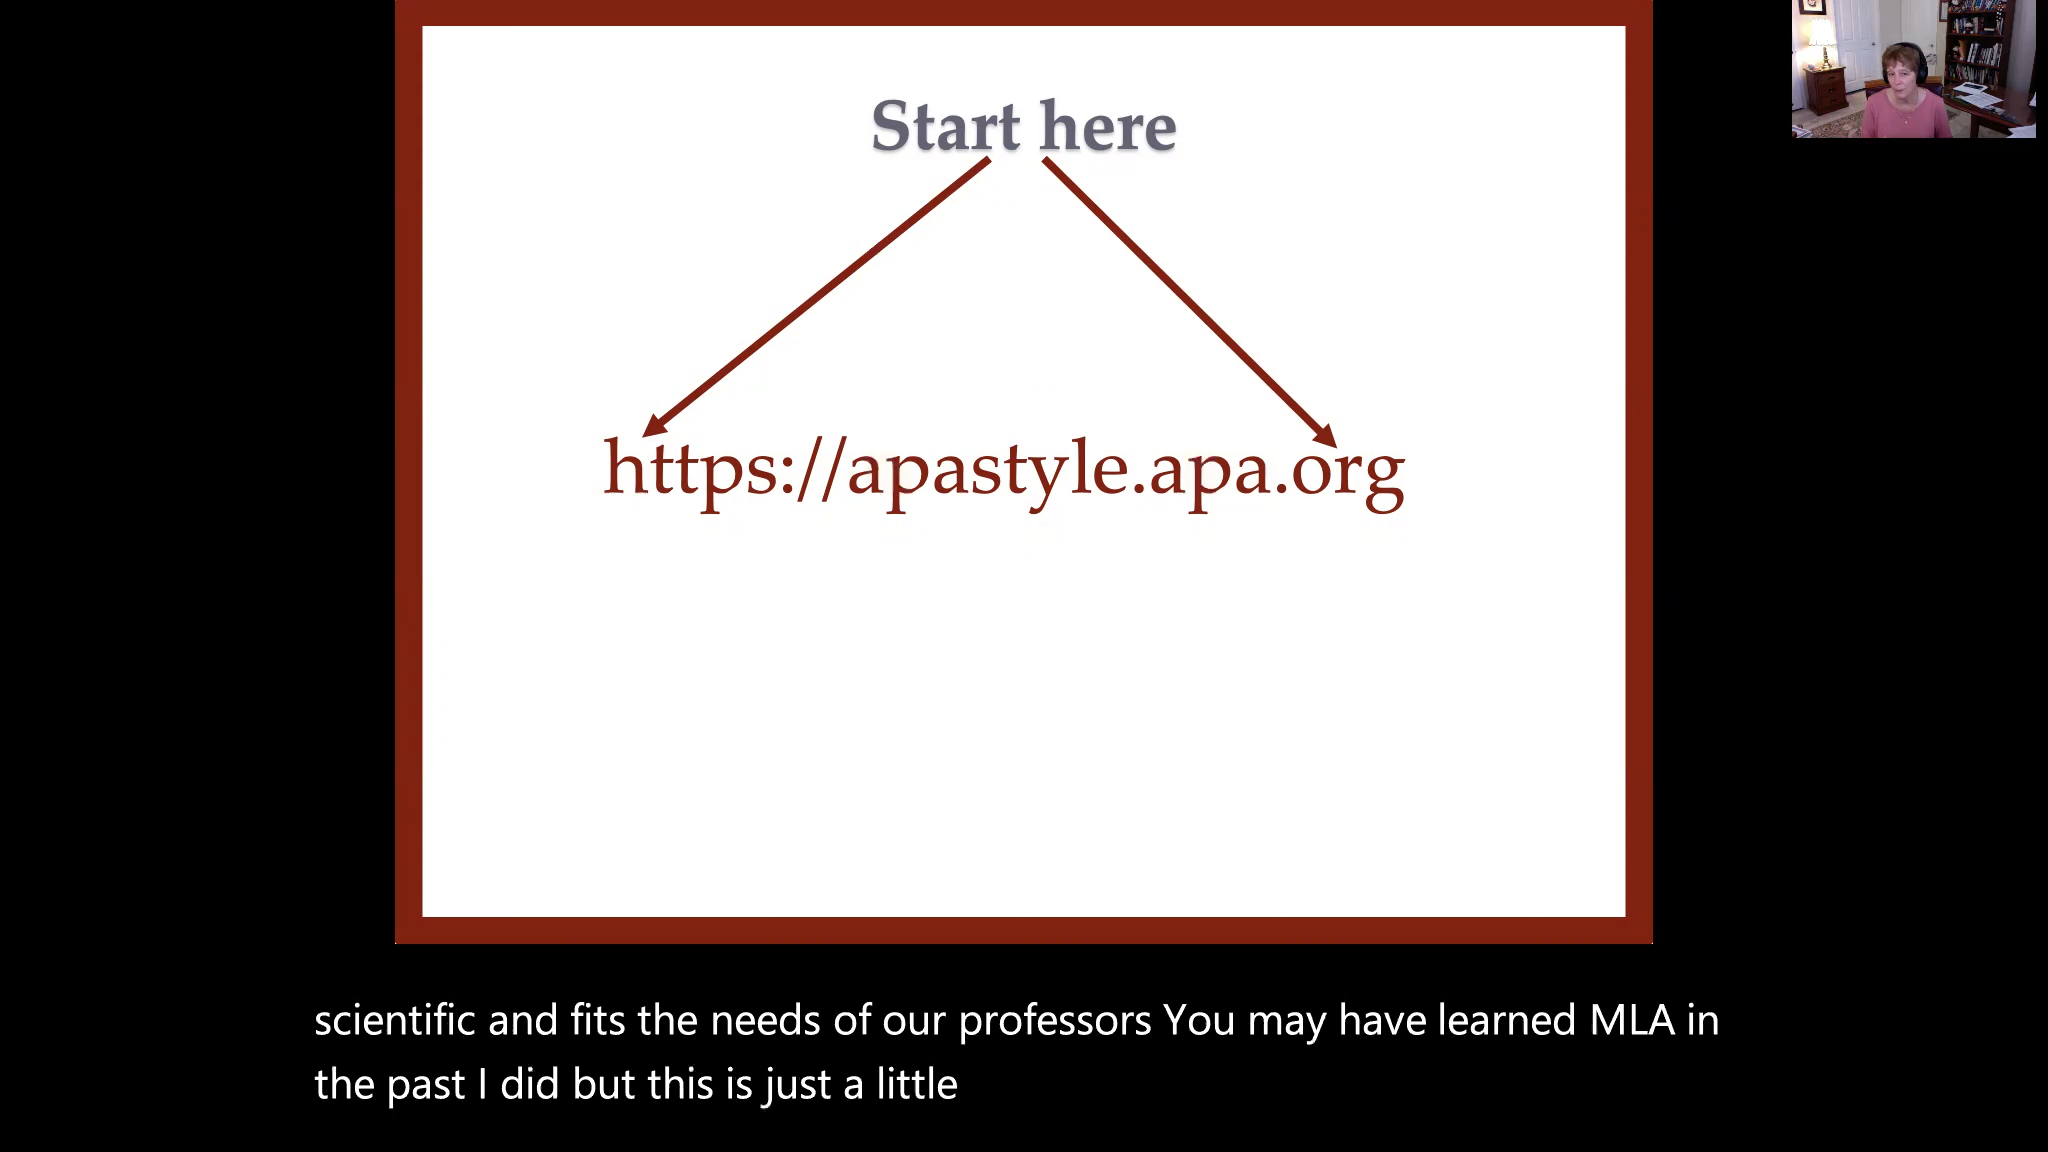 Start here
https://apastyle.apa.org
scientific and fits the needs of our professors You may have learned MLA in
the past I did but this is just a little